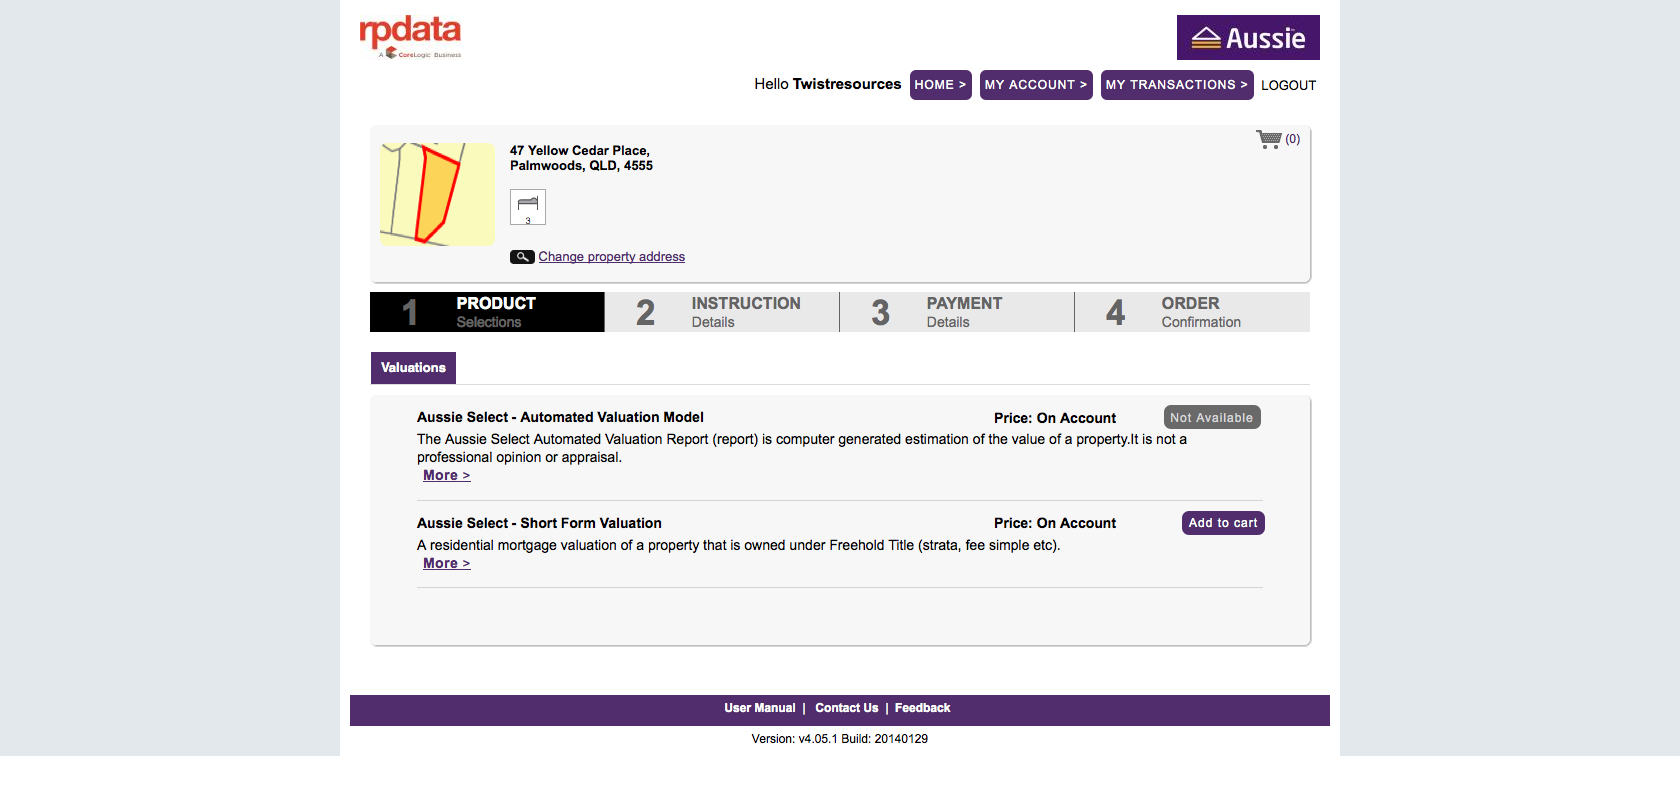 rpdata
A CoreLogic Business
Aussie
Hello Twistresources HOME > MY ACCOUNT > MY TRANSACTIONS > LOGOUT
(0)
47 Yellow Cedar Place,
Palmwoods, QLD, 4555
3
Change property address
1 PRODUCT Selections
2 INSTRUCTION Details
3 PAYMENT Details
4 ORDER Confirmation
Valuations
Aussie Select - Automated Valuation Model Price: On Account Not Available
The Aussie Select Automated Valuation Report (report) is computer generated estimation of the value of a property.It is not a
professional opinion or appraisal.
More >
Aussie Select - Short Form Valuation Price: On Account Add to cart
A residential mortgage valuation of a property that is owned under Freehold Title (strata, fee simple etc).
More >
User Manual | Contact Us | Feedback
Version: v4.05.1 Build: 20140129